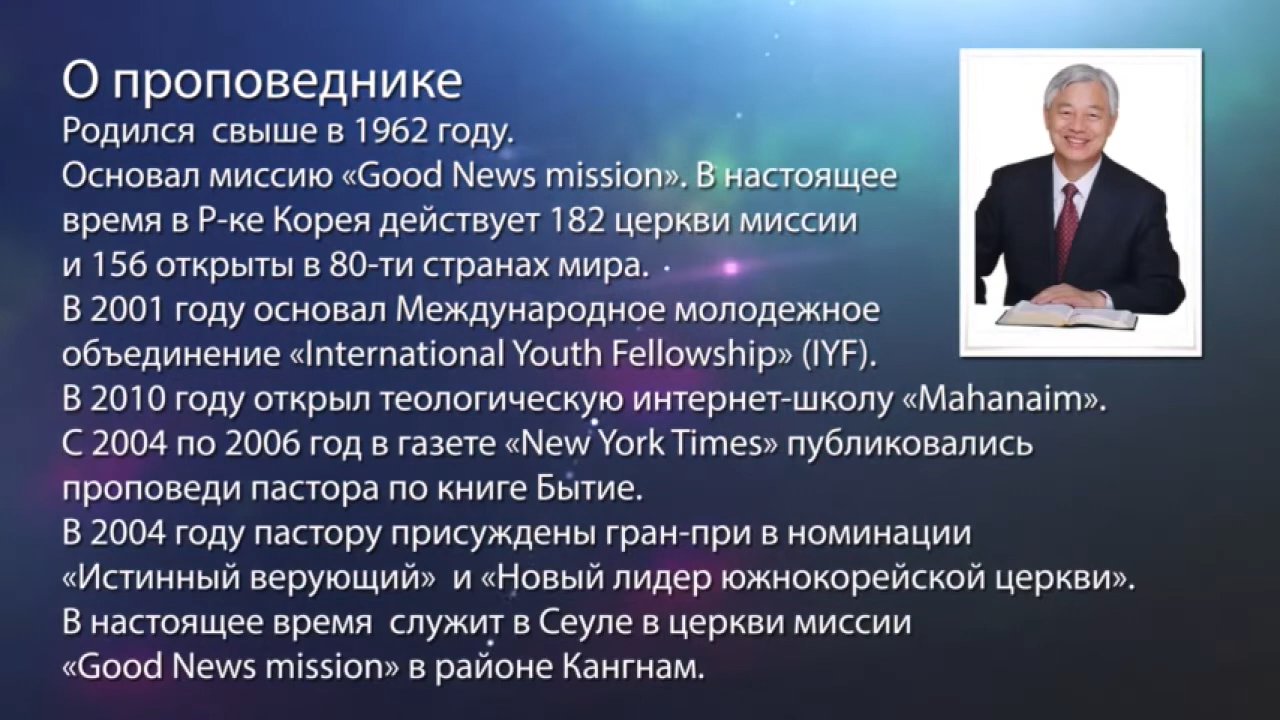 О проповеднике
Родился свыше в 1962 году.
Основал миссию «Good News mission». В настоящее
время в Р-ке Корея действует 182 церкви миссии
и 156 открыты в 80-ти странах мира.
В 2001 году основал Международное молодежное
объединение «International Youth Fellowship» (IYF).
В 2010 году открыл теологическую интернет-школу «Mahanaim».
С 2004 по 2006 год в газете «New York Times» публиковались
проповеди пастора по книге Бытие.
В 2004 году пастору присуждены гран-при в номинации
«Истинный верующий» и «Новый лидер южнокорейской церкви».
В настоящее время служит в Сеуле в церкви миссии
«Good News mission» в районе Кангнам.